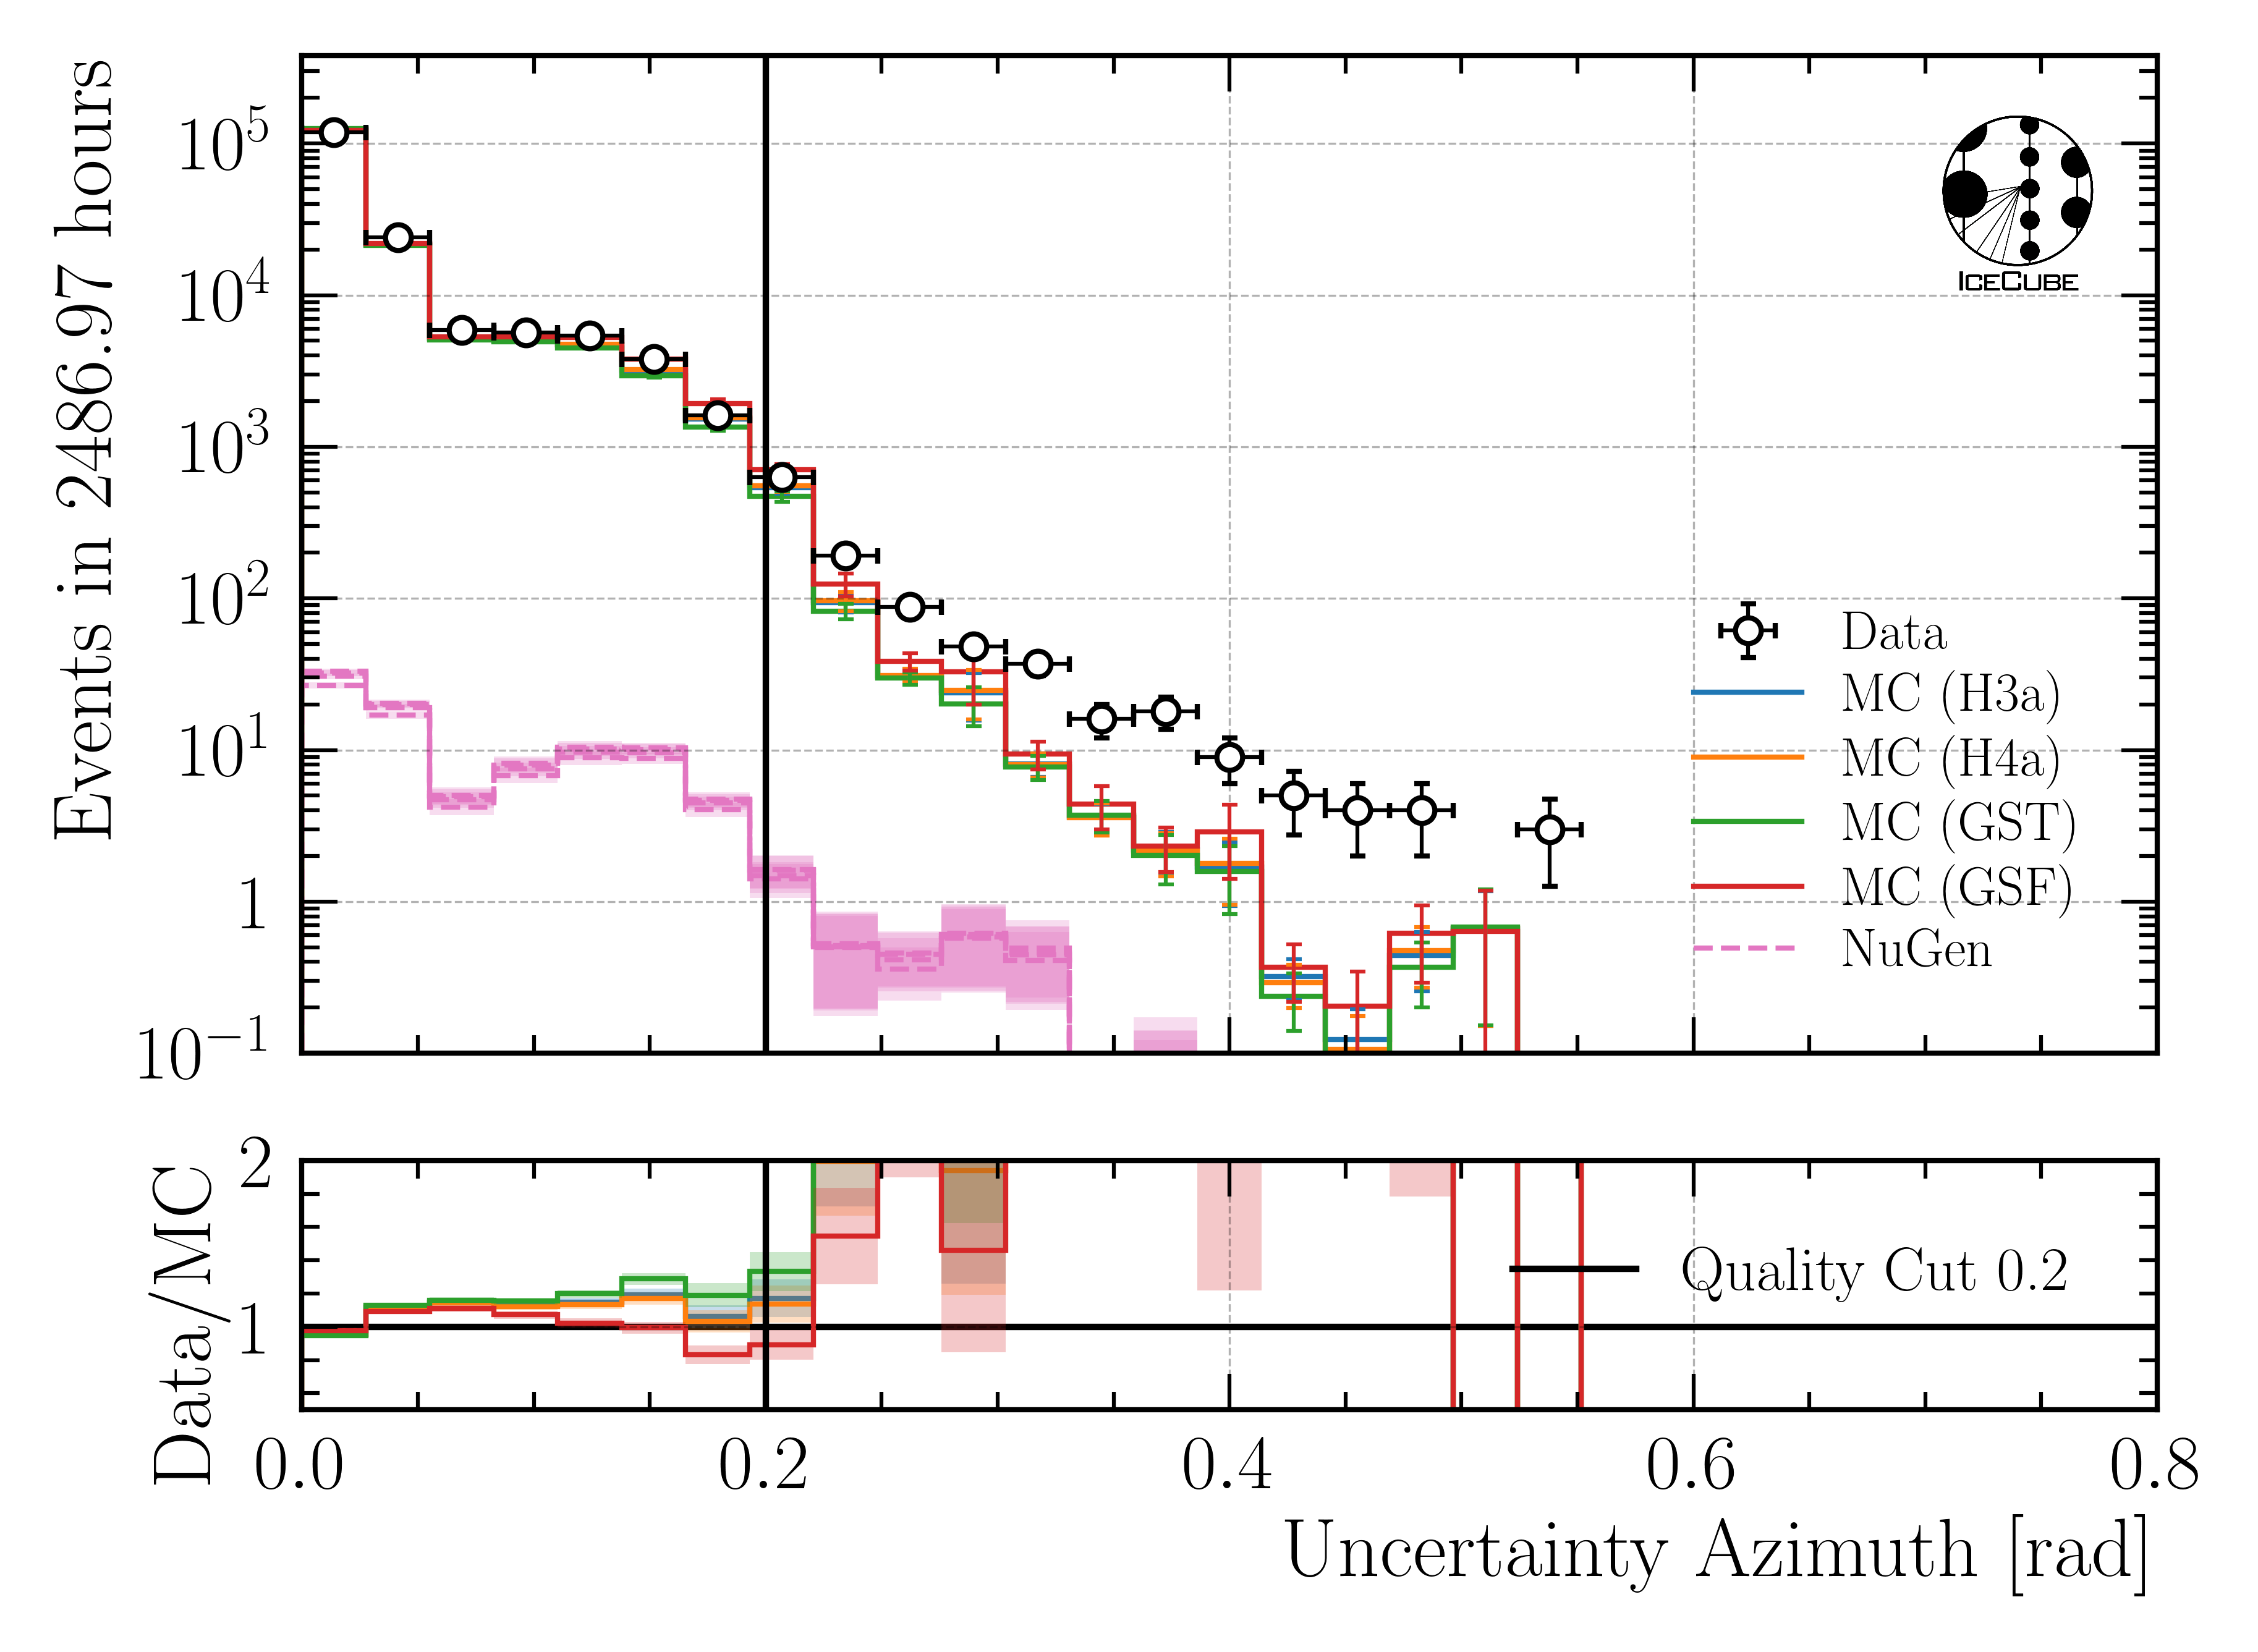 Events in 2486.97 hours
10^5
10^4
10^3
10^2
10^1
1
10^−1
ICECUBE
Data
MC (H3a)
MC (H4a)
MC (GST)
MC (GSF)
NuGen
Data/MC
2
1
Quality Cut 0.2
0.0 0.2 0.4 0.6 0.8
Uncertainty Azimuth [rad]